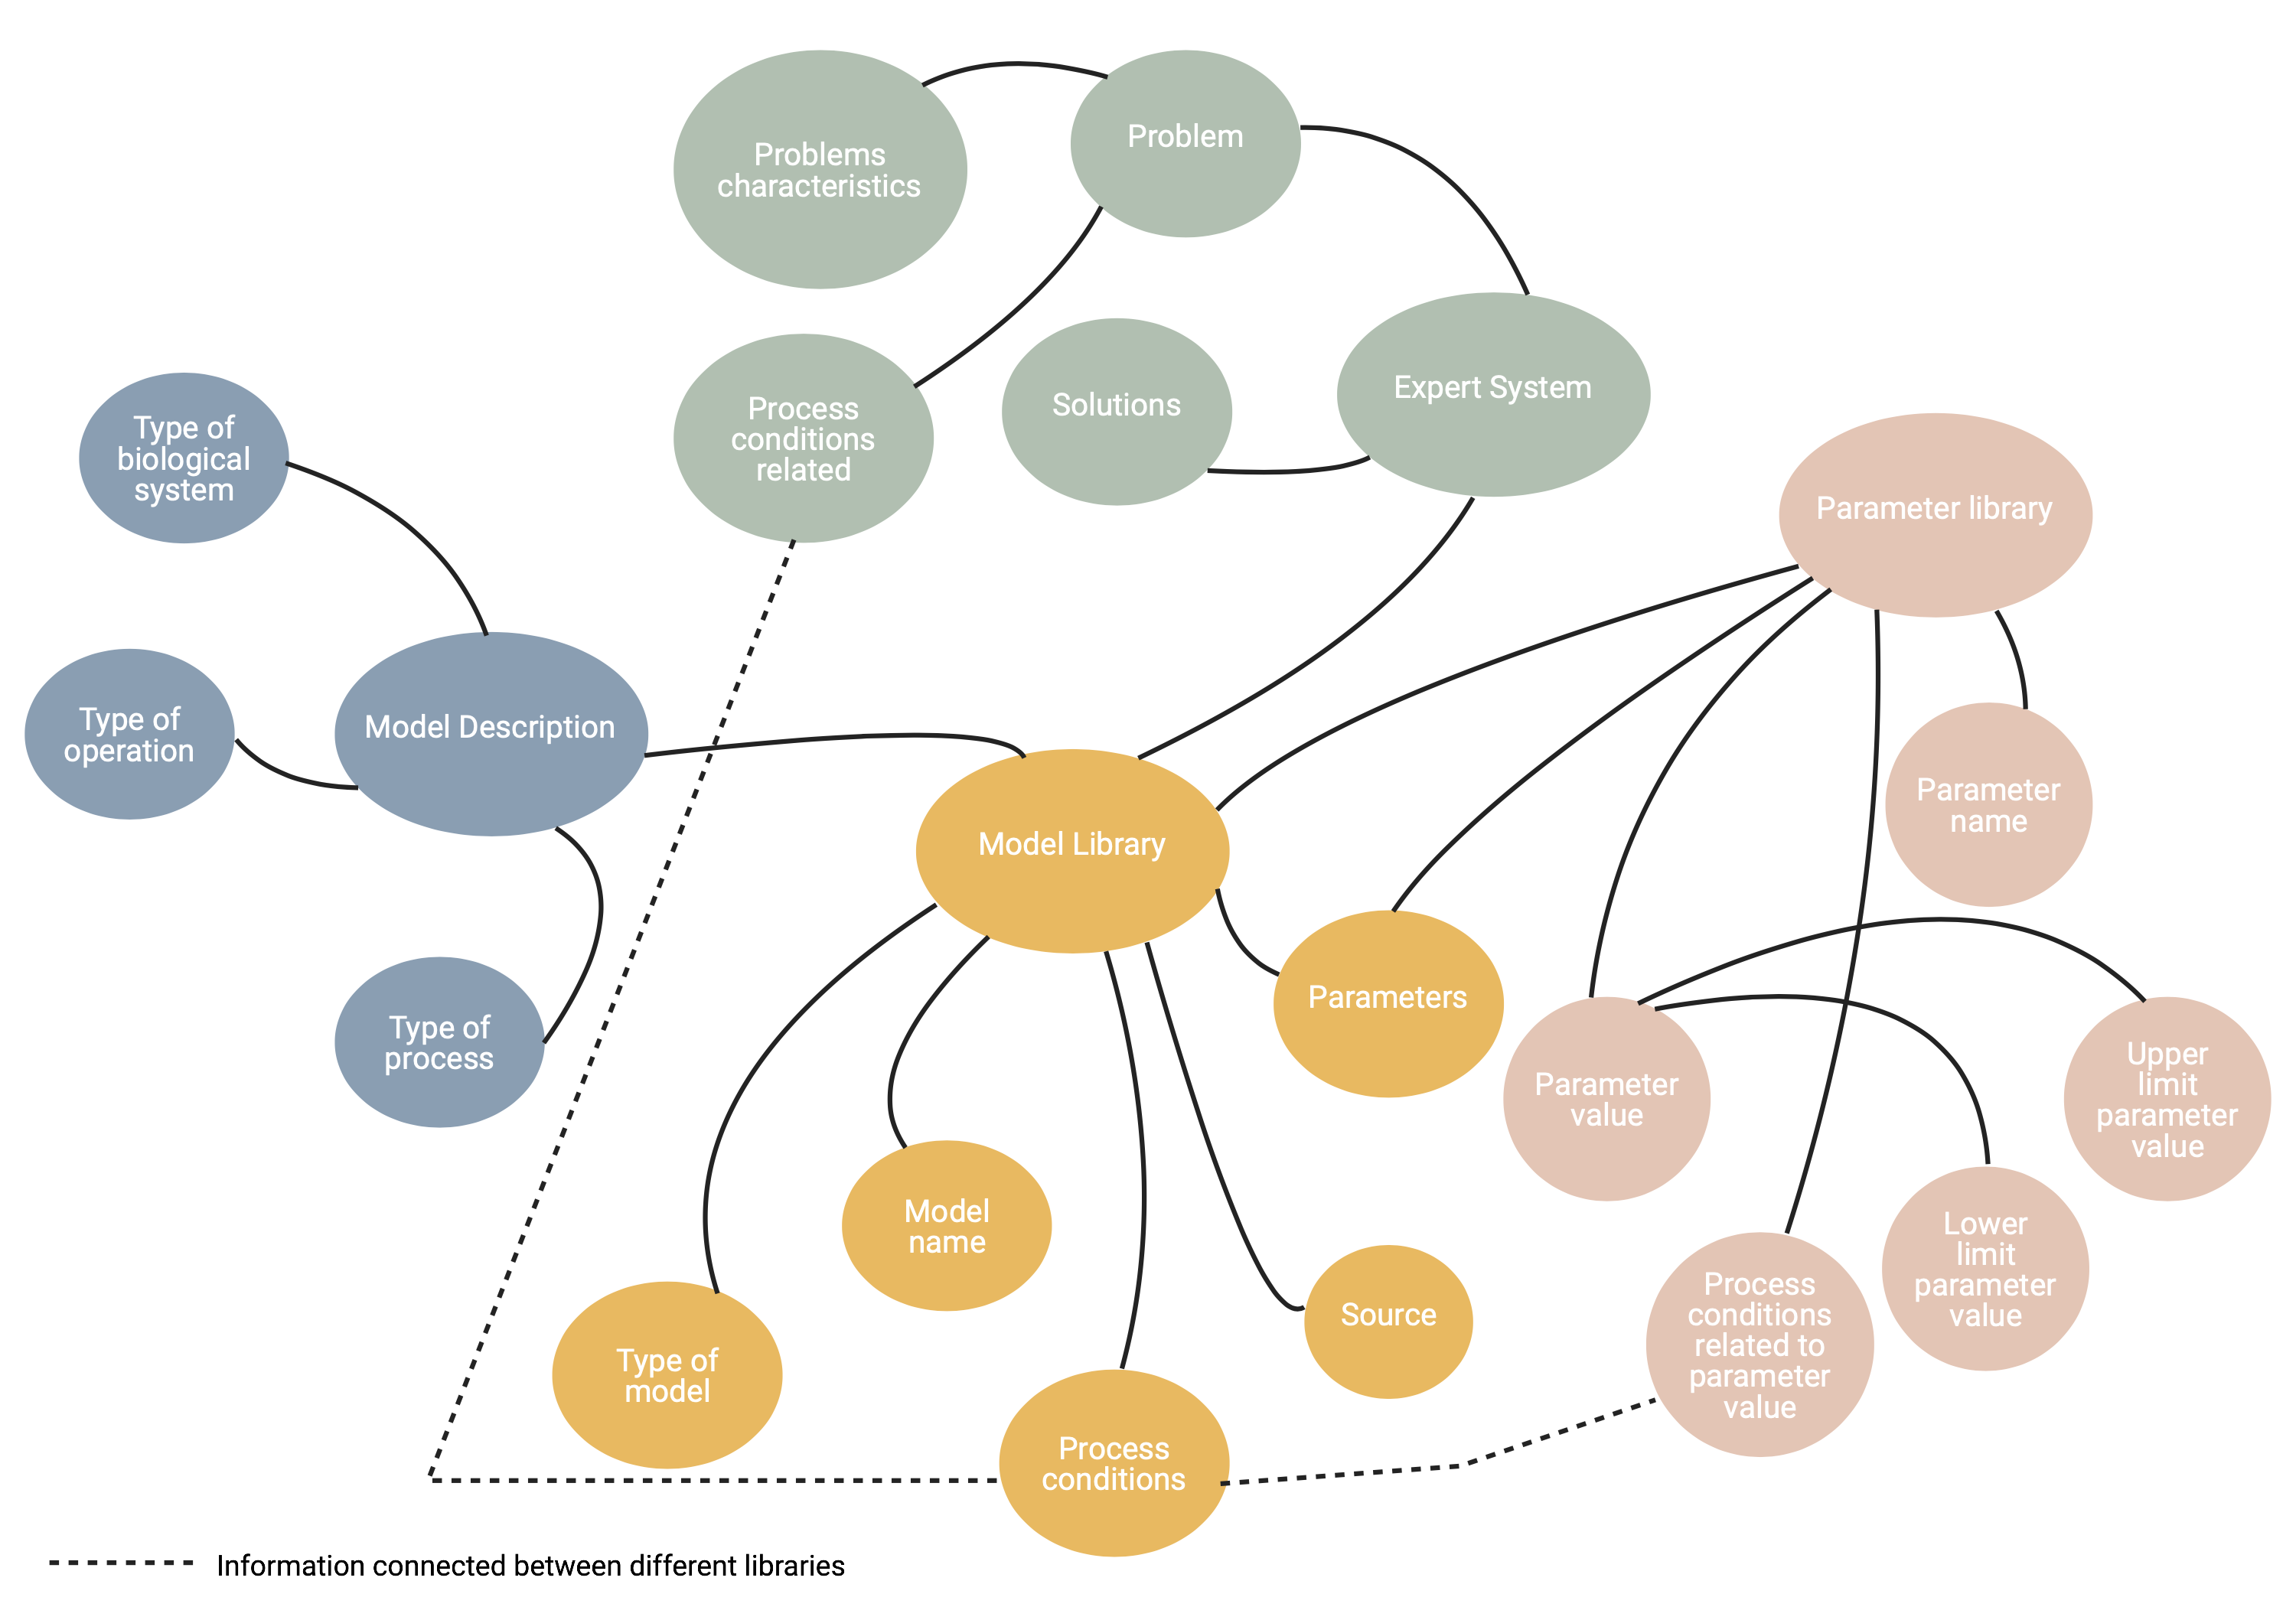 Problems
characteristics
Problem
Process
conditions
related
Solutions
Expert System
Type of
biological
system
Type of
operation
Model Description
Type of
process
Parameter library
Parameter
name
Model Library
Parameters
Parameter
value
Upper
limit
parameter
value
Lower
limit
parameter
value
Process
conditions
related to
parameter
value
Model
name
Type of
model
Source
Process
conditions
Information connected between different libraries